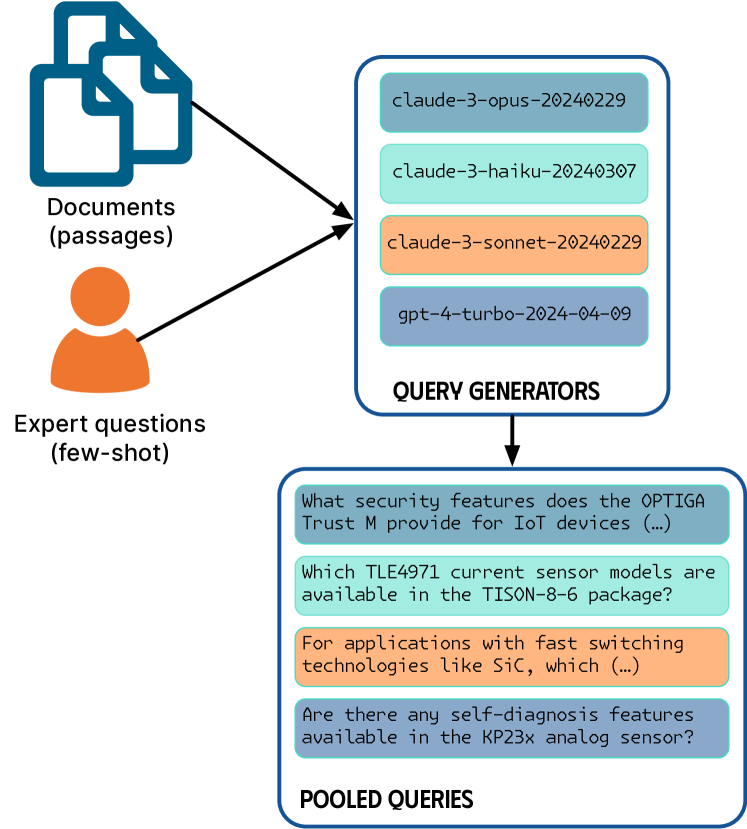 Documents
(passages)
Expert questions
(few-shot)
claude-3-opus-20240229
claude-3-haiku-20240307
claude-3-sonnet-20240229
gpt-4-turbo-2024-04-09
QUERY GENERATORS
What security features does the OPTIGA
Trust M provide for IoT devices (…)
Which TLE4971 current sensor models are
available in the TISON-8-6 package?
For applications with fast switching
technologies like SiC, which (…)
Are there any self-diagnosis features
available in the KP23x analog sensor?
POOLED QUERIES